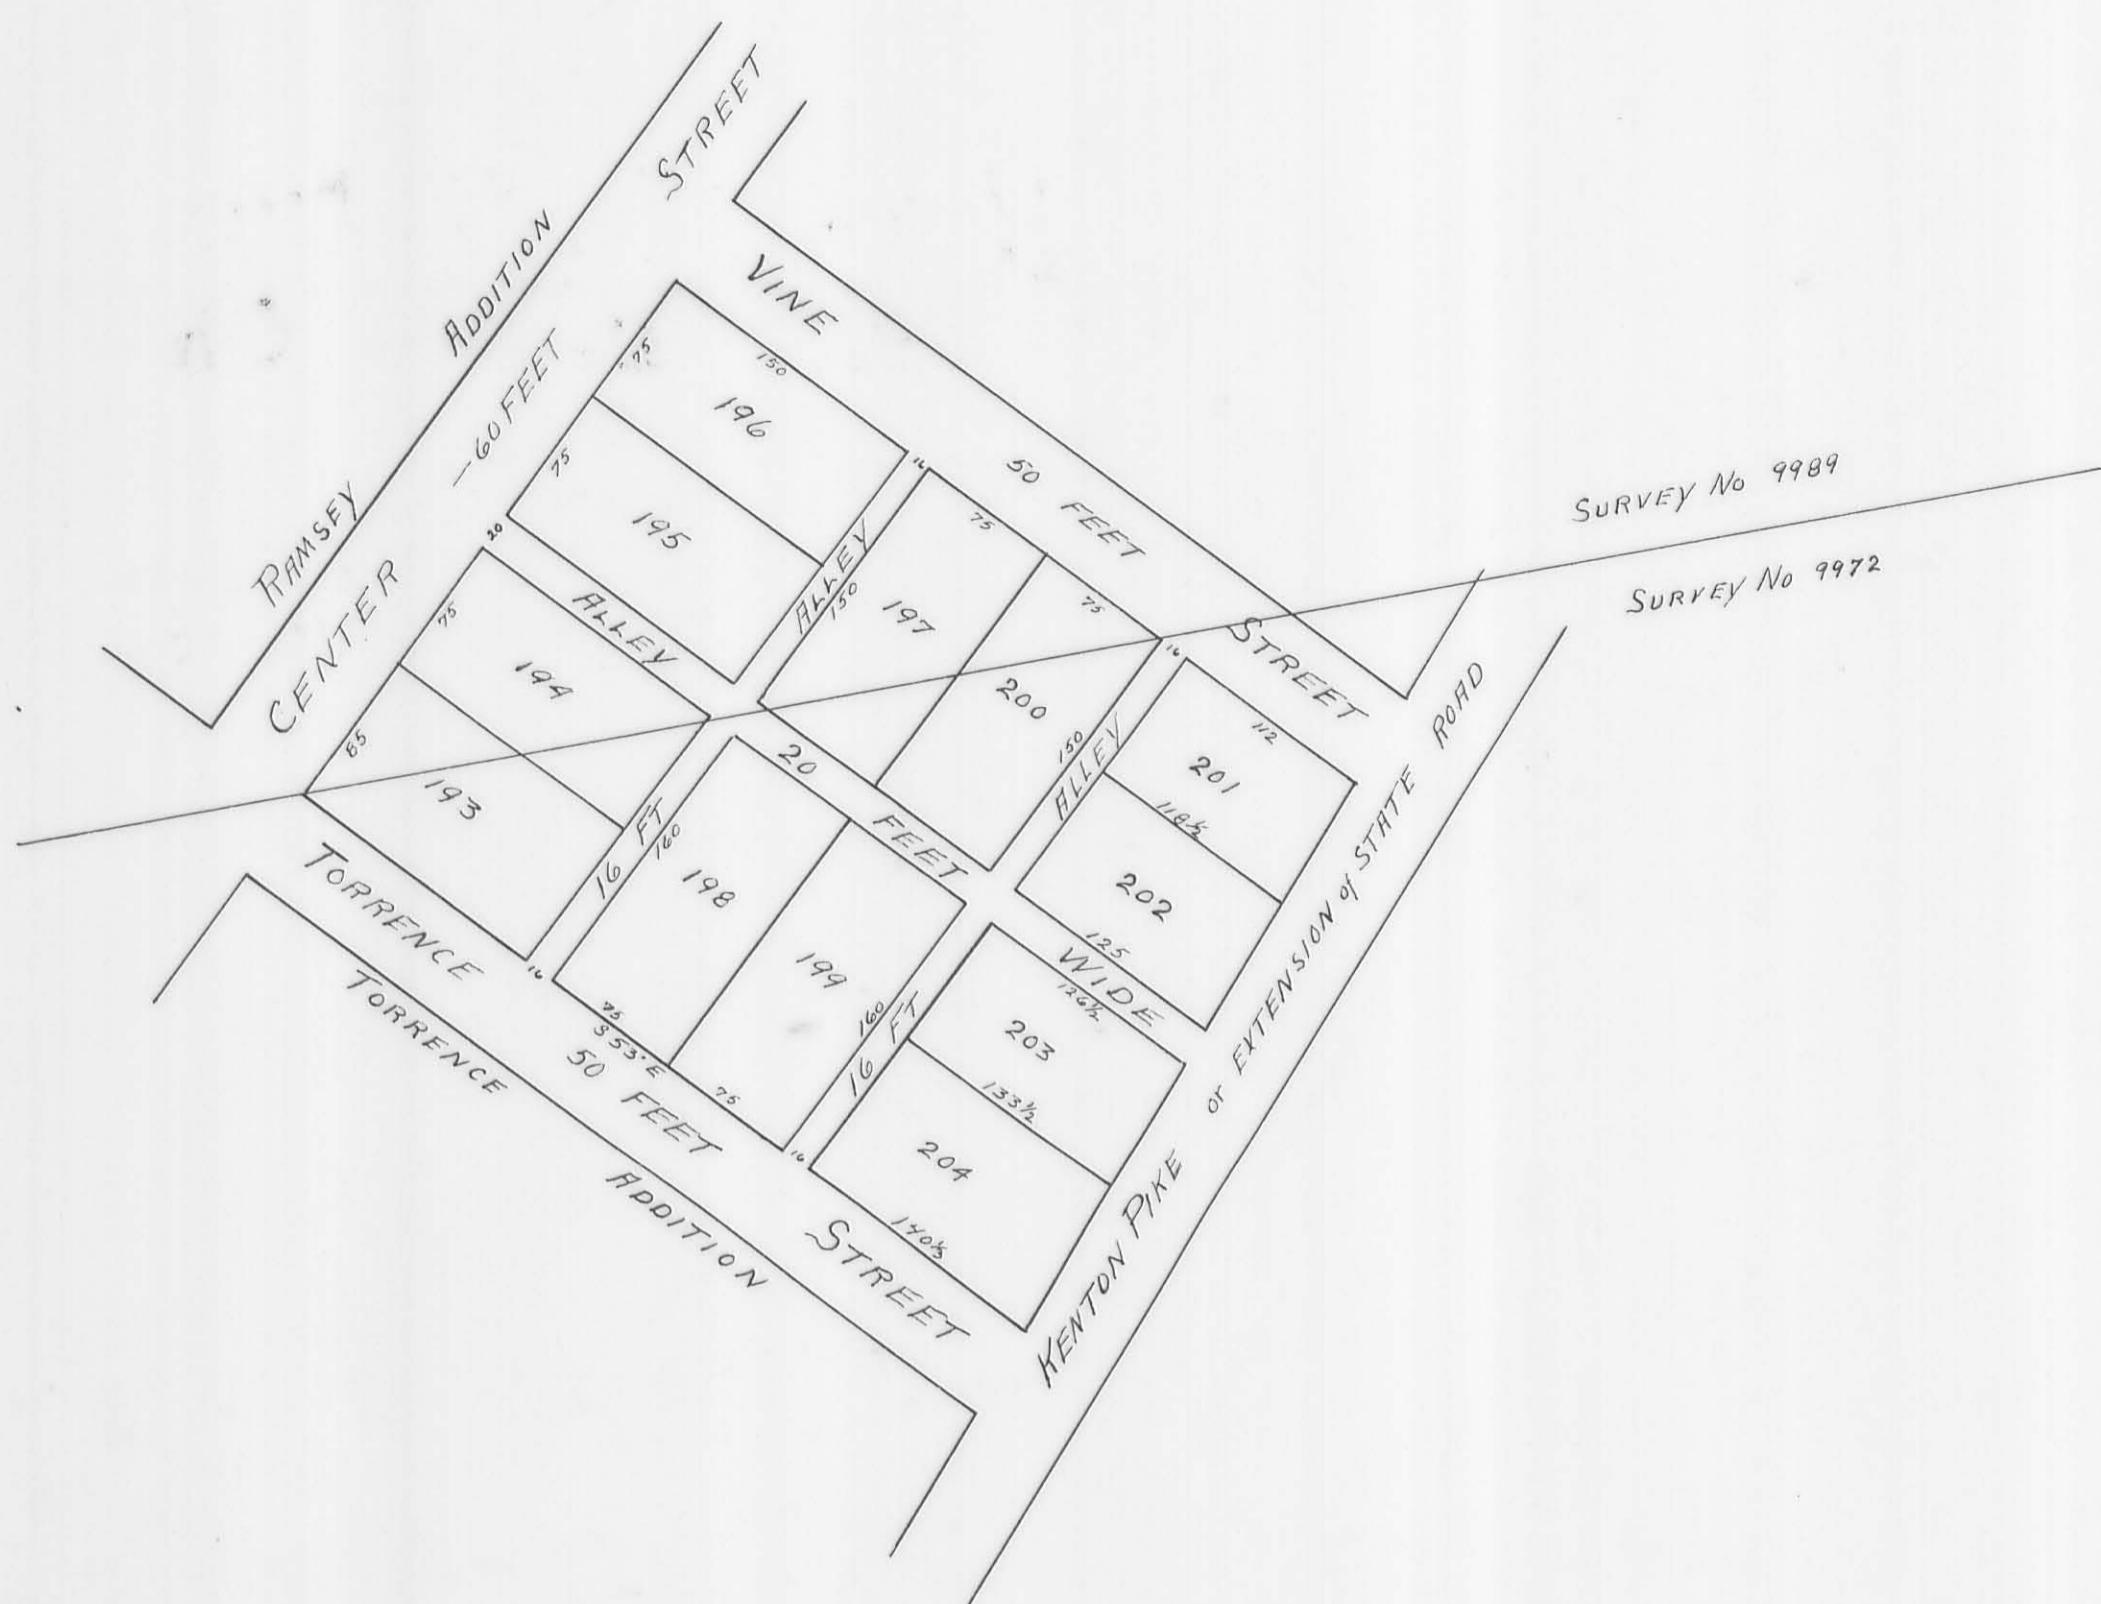 RAMSEY ADDITION
CENTER —60 FEET STREET
VINE 50 FEET STREET
SURVEY No 9989
SURVEY No 9972
75
150
196
75
195
16
ALLEY
150
75
197
75
200
150
16
ALLEY
112
201
118½
202
125
20
ALLEY 20 FEET WIDE
75
194
85
193
16 FT
160
198
199
160
16 FT
126½
203
133½
204
16
75
S 53° E
75
16
TORRENCE 50 FEET STREET
TORRENCE ADDITION
KENTON PIKE or EXTENSION of STATE ROAD